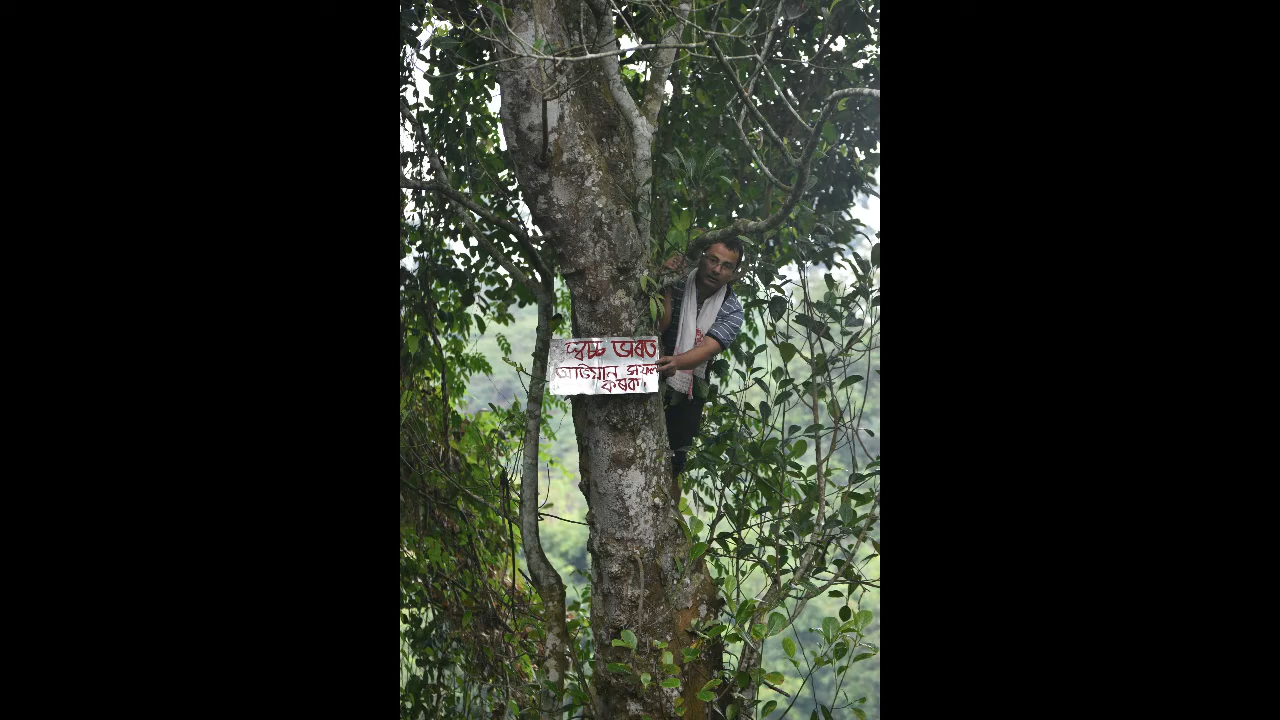 স্বচ্ছ ভাৰত
অভিযান সফল
কৰক